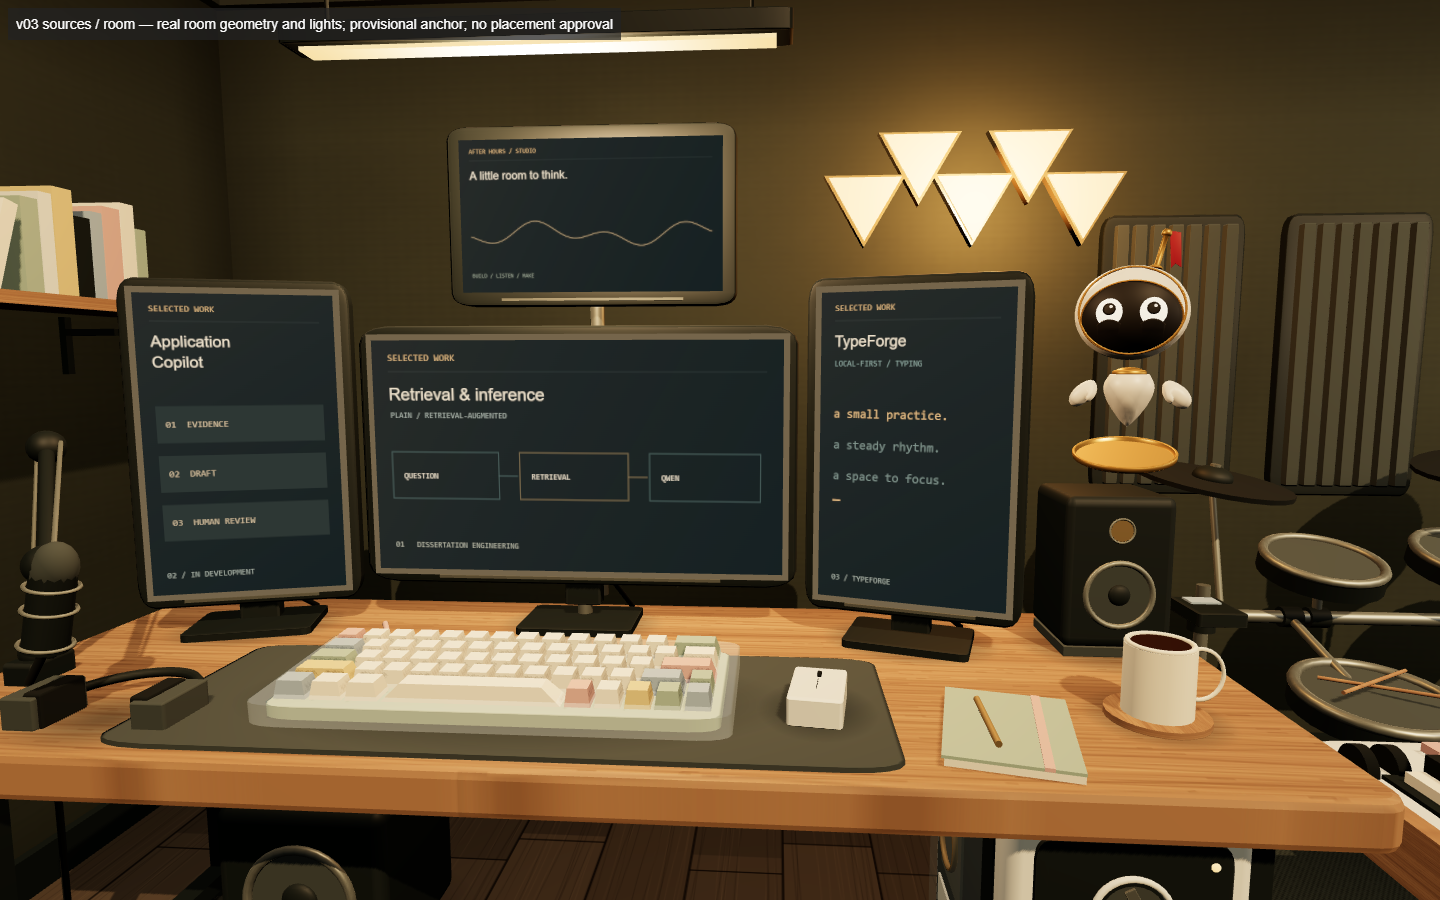 v03 sources / room — real room geometry and lights; provisional anchor; no placement approval
AFTER HOURS / STUDIO
A little room to think.
BUILD / LISTEN / MAKE
SELECTED WORK
Application
Copilot
01 EVIDENCE
02 DRAFT
03 HUMAN REVIEW
02 / IN DEVELOPMENT
SELECTED WORK
Retrieval & inference
PLAIN / RETRIEVAL-AUGMENTED
QUESTION
RETRIEVAL
QWEN
01 DISSERTATION ENGINEERING
SELECTED WORK
TypeForge
LOCAL-FIRST / TYPING
a small practice.
a steady rhythm.
a space to focus.
03 / TYPEFORGE